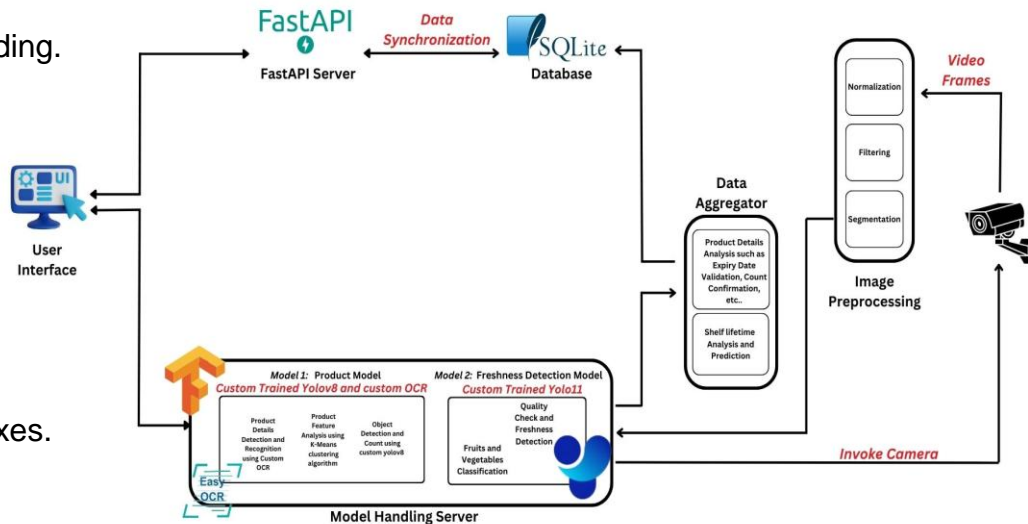 ding.
xes.
FastAPI
FastAPI Server
Data
Synchronization
SQLite
Database
Video
Frames
Normalization
Filtering
Segmentation
Image
Preprocessing
UI
User
Interface
Data
Aggregator
Product Details
Analysis such as
Expiry Date
Validation, Count
Confirmation,
etc..
Shelf lifetime
Analysis and
Prediction
Model 1: Product Model
Custom Trained Yolov8 and custom OCR
Product
Details
Detection and
Recognition
using Custom
OCR
Product
Feature
Analysis using
K-Means
clustering
algorithm
Object
Detection and
Count using
custom yolov8
Model 2: Freshness Detection Model
Custom Trained Yolo11
Quality
Check and
Freshness
Detection
Fruits and
Vegetables
Classification
Easy
OCR
Model Handling Server
Invoke Camera